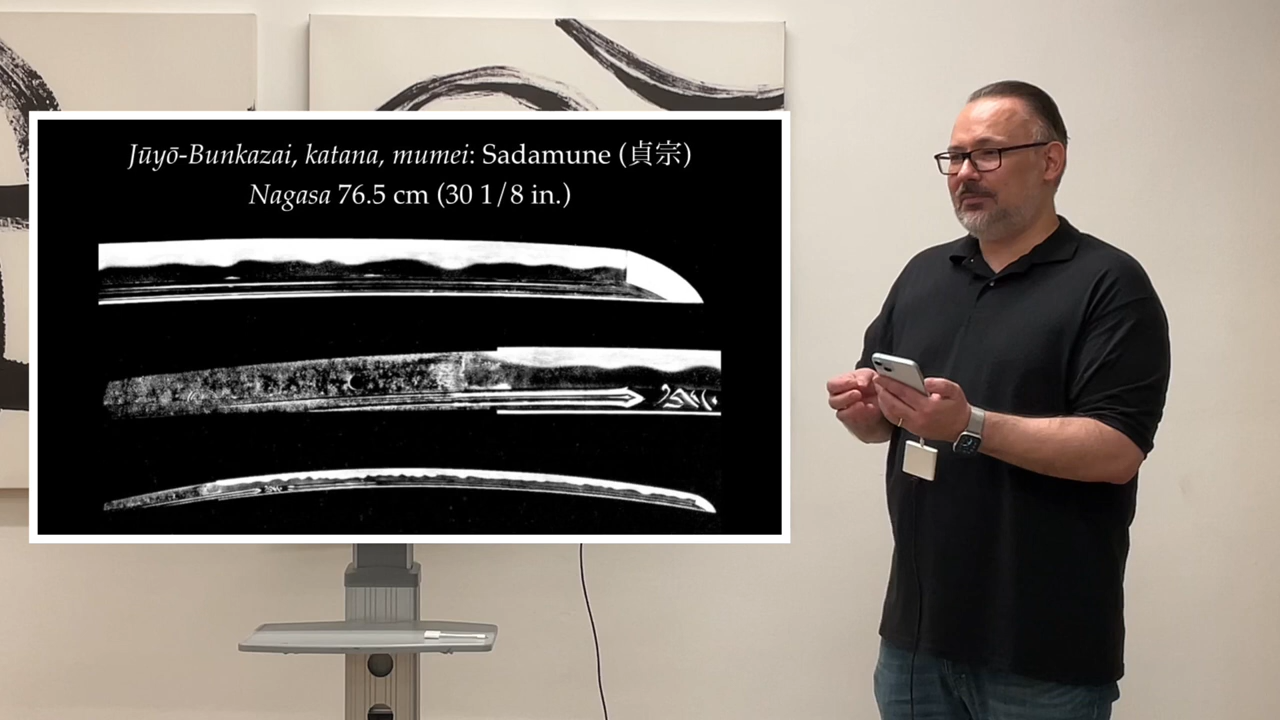 Jūyō-Bunkazai, katana, mumei: Sadamune (貞宗)
Nagasa 76.5 cm (30 1/8 in.)